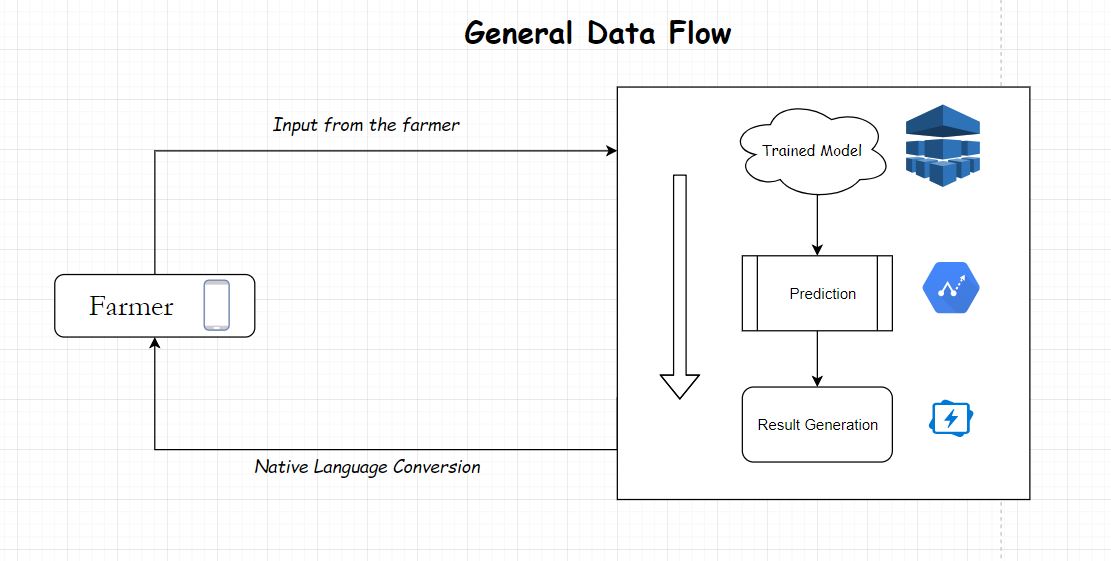 General Data Flow
Input from the farmer
Trained Model
Farmer
Prediction
Result Generation
Native Language Conversion